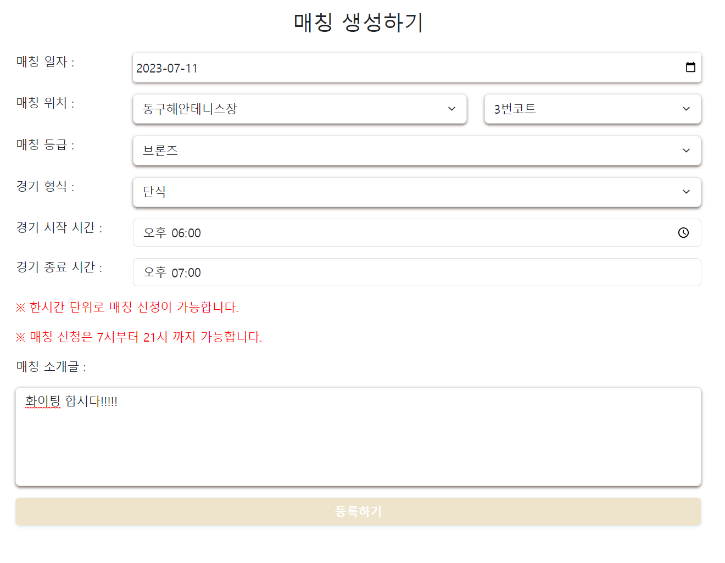 매칭 생성하기
매칭 일자 : 2023-07-11
매칭 위치 : 동구해안테니스장 3번코트
매칭 등급 : 브론즈
경기 형식 : 단식
경기 시작 시간 : 오후 06:00
경기 종료 시간 : 오후 07:00
※ 한시간 단위로 매칭 신청이 가능합니다.
※ 매칭 신청은 7시부터 21시 까지 가능합니다.
매칭 소개글 :
화이팅 합시다!!!!!
등록하기